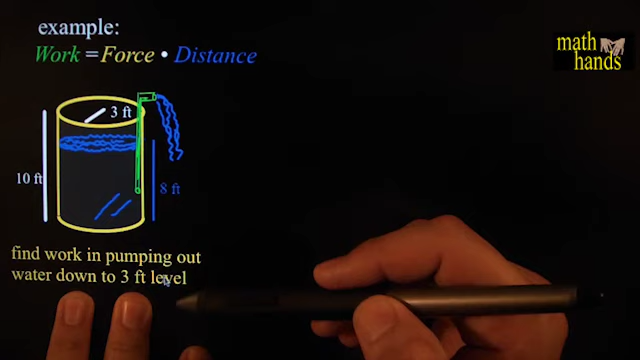 example:
Work = Force • Distance
math
hands
3 ft
10 ft
8 ft
find work in pumping out
water down to 3 ft level